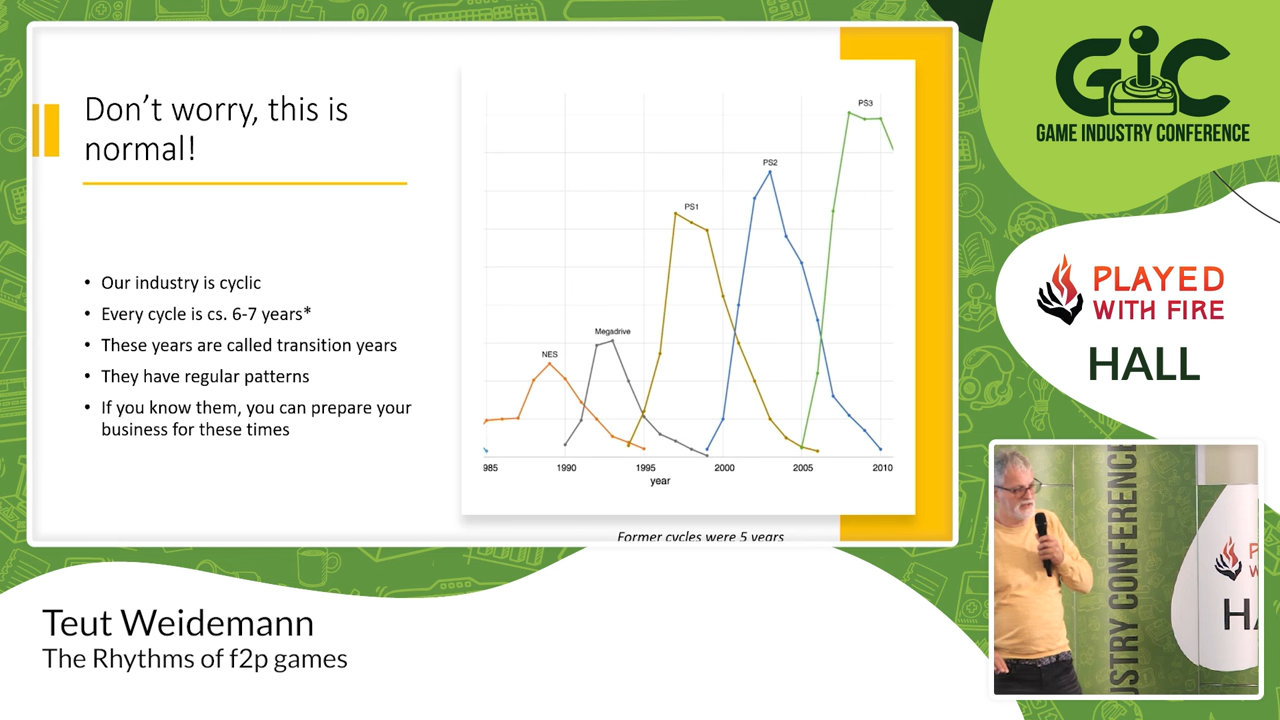 Don't worry, this is
normal!
• Our industry is cyclic
• Every cycle is cs. 6-7 years*
• These years are called transition years
• They have regular patterns
• If you know them, you can prepare your
business for these times
PS3
PS2
PS1
Megadrive
NES
985 1990 1995 2000 2005 2010
year
Former cycles were 5 years
GIC
GAME INDUSTRY CONFERENCE
PLAYED
WITH FIRE
HALL
USTRY CONFERENCE
Teut Weidemann
The Rhythms of f2p games